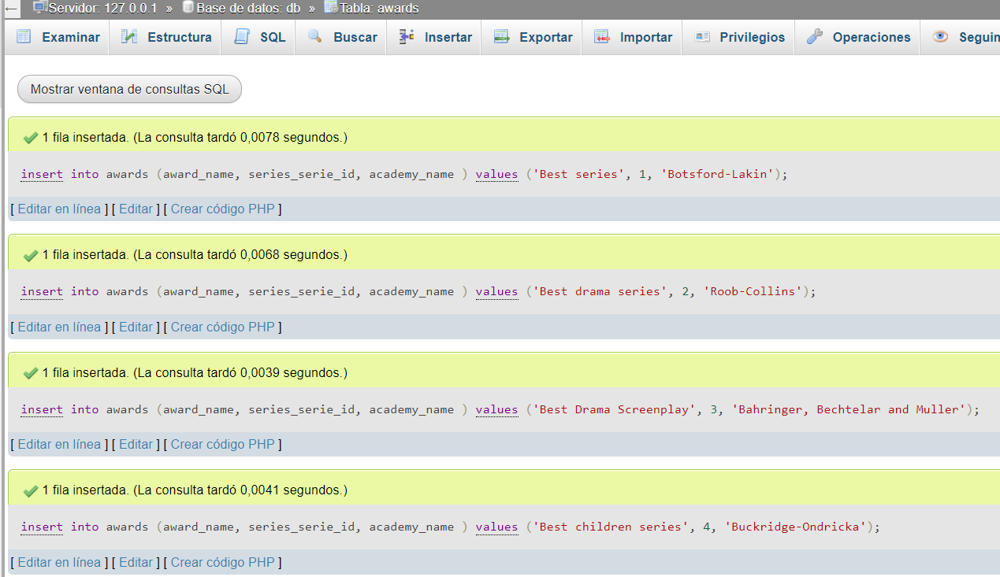 ← Servidor: 127.0.0.1 » Base de datos: db » Tabla: awards
Examinar Estructura SQL Buscar Insertar Exportar Importar Privilegios Operaciones
Mostrar ventana de consultas SQL
1 fila insertada. (La consulta tardó 0,0078 segundos.)
insert into awards (award_name, series_serie_id, academy_name ) values ('Best series', 1, 'Botsford-Lakin');
[ Editar en línea ] [ Editar ] [ Crear código PHP ]
1 fila insertada. (La consulta tardó 0,0068 segundos.)
insert into awards (award_name, series_serie_id, academy_name ) values ('Best drama series', 2, 'Roob-Collins');
[ Editar en línea ] [ Editar ] [ Crear código PHP ]
1 fila insertada. (La consulta tardó 0,0039 segundos.)
insert into awards (award_name, series_serie_id, academy_name ) values ('Best Drama Screenplay', 3, 'Bahringer, Bechtelar and Muller');
[ Editar en línea ] [ Editar ] [ Crear código PHP ]
1 fila insertada. (La consulta tardó 0,0041 segundos.)
insert into awards (award_name, series_serie_id, academy_name ) values ('Best children series', 4, 'Buckridge-Ondricka');
[ Editar en línea ] [ Editar ] [ Crear código PHP ]